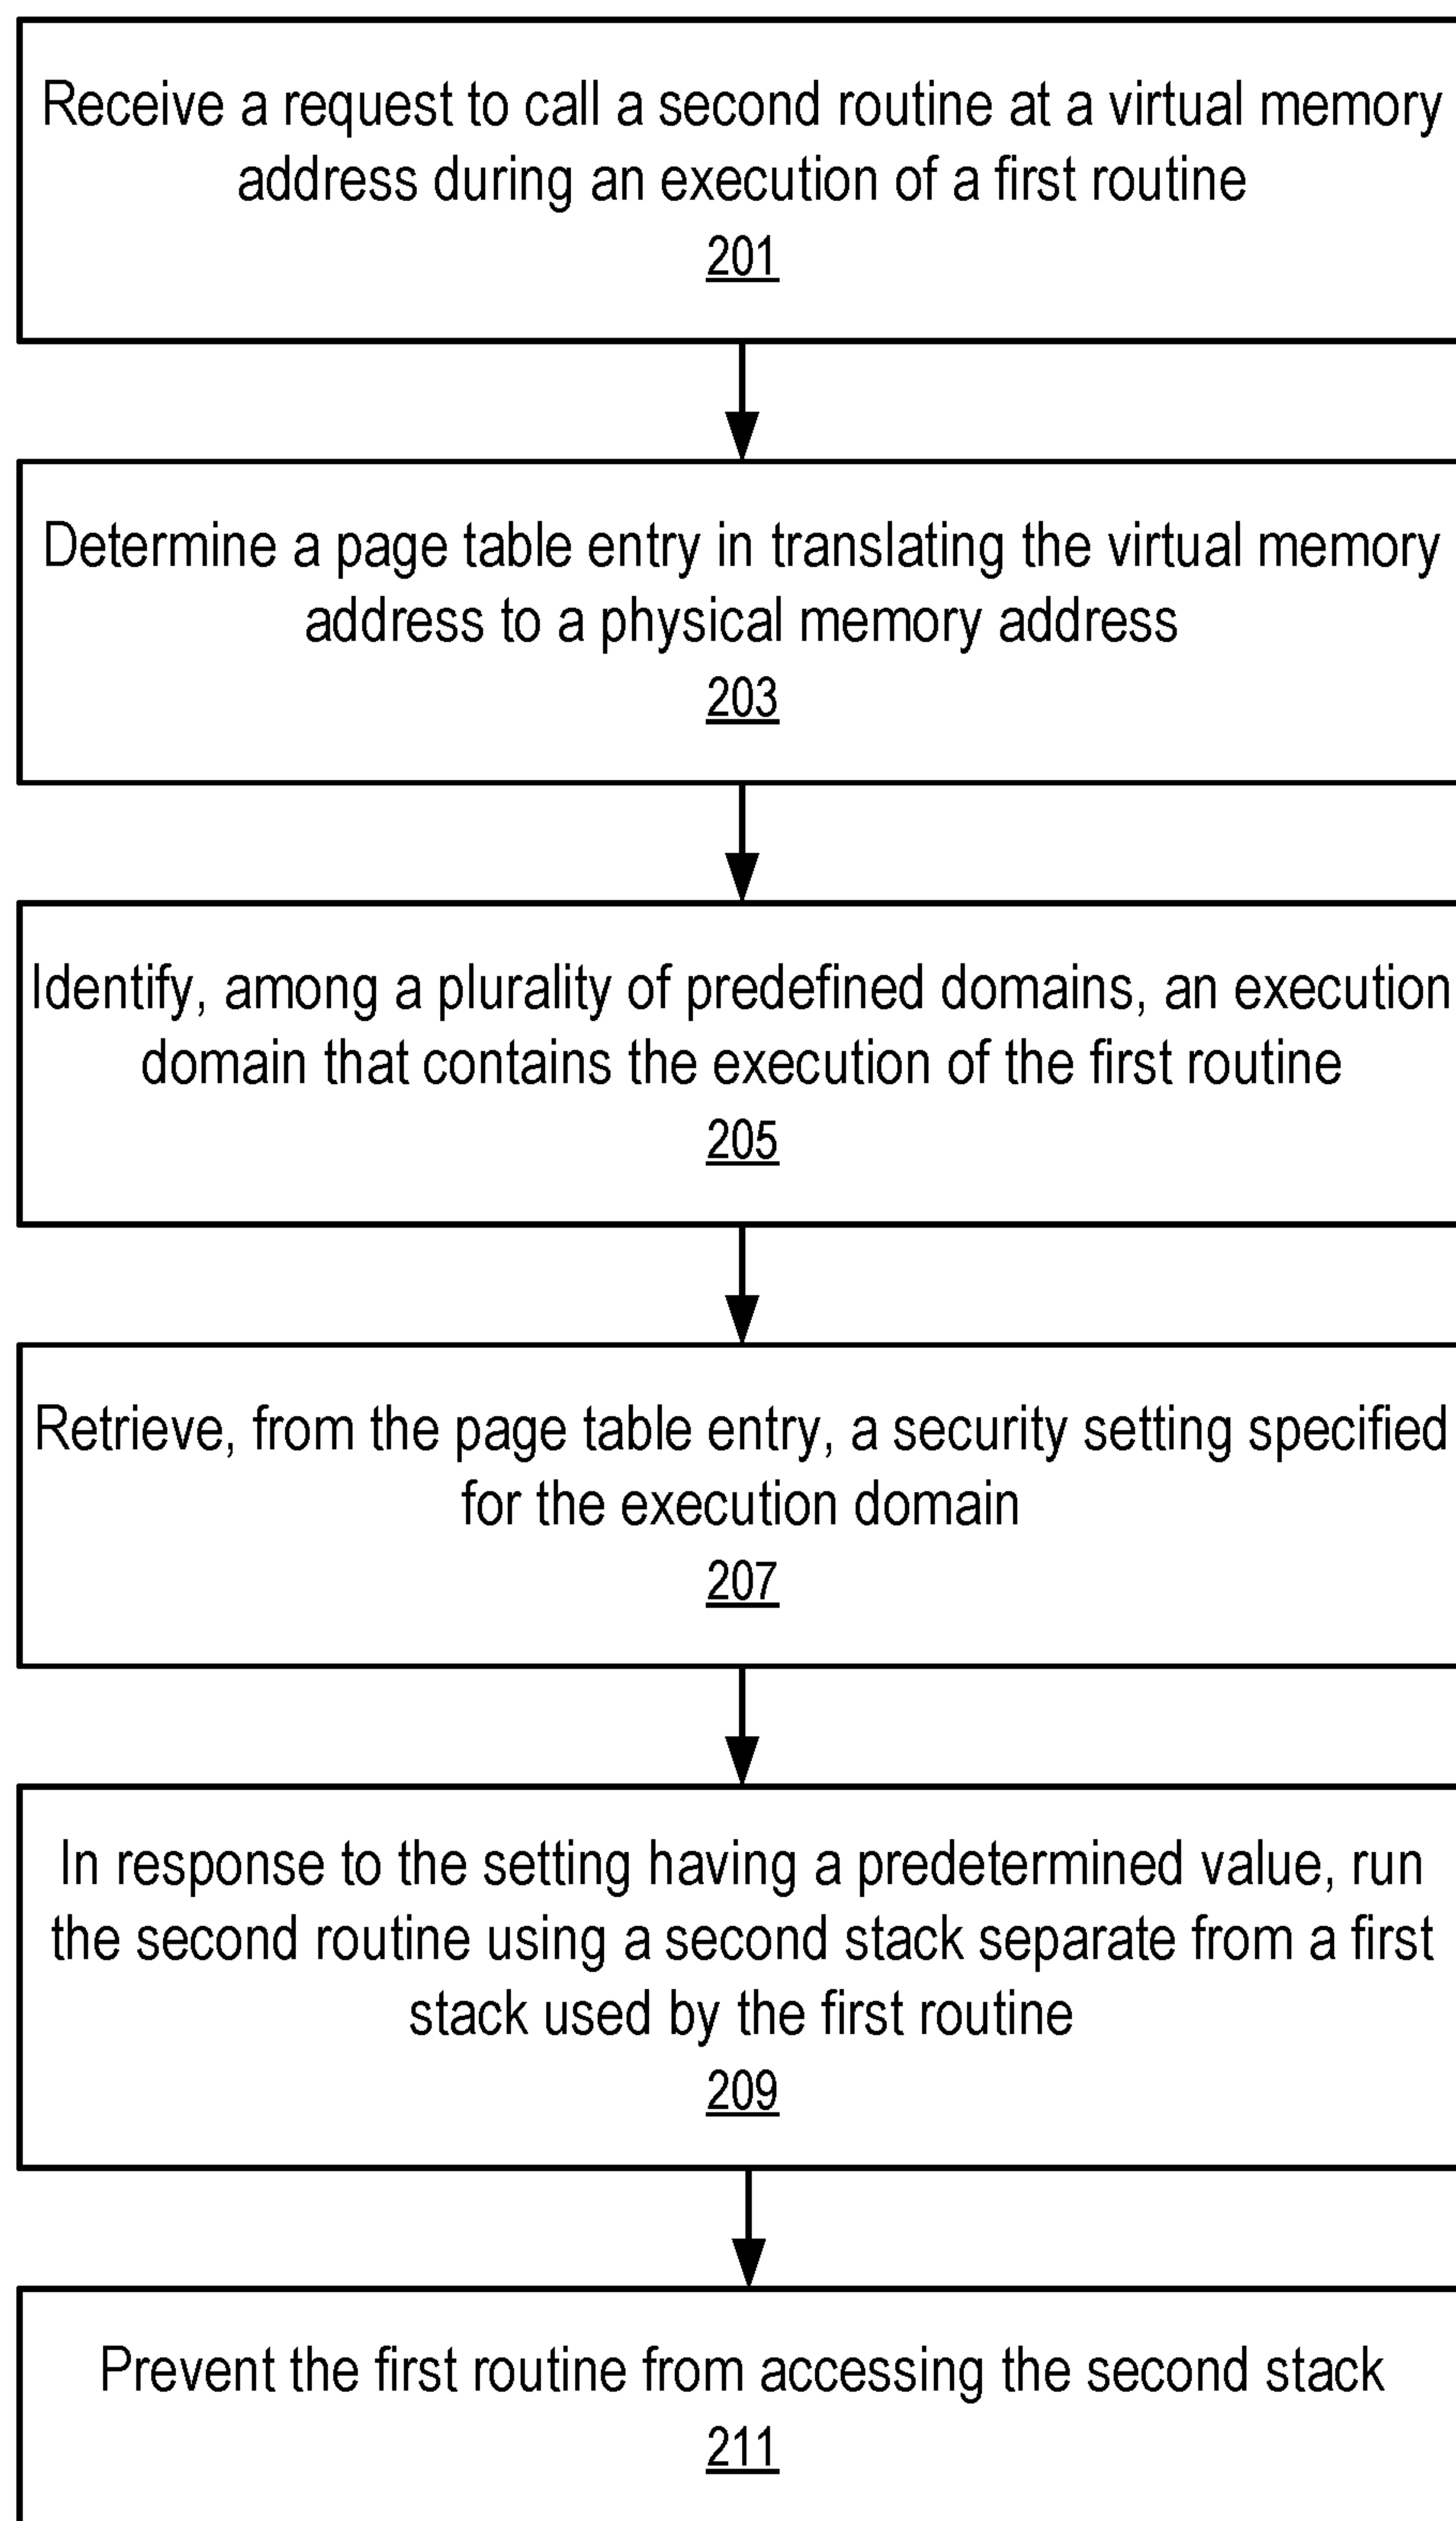 Receive a request to call a second routine at a virtual memory
address during an execution of a first routine
201
Determine a page table entry in translating the virtual memory
address to a physical memory address
203
Identify, among a plurality of predefined domains, an execution
domain that contains the execution of the first routine
205
Retrieve, from the page table entry, a security setting specified
for the execution domain
207
In response to the setting having a predetermined value, run
the second routine using a second stack separate from a first
stack used by the first routine
209
Prevent the first routine from accessing the second stack
211